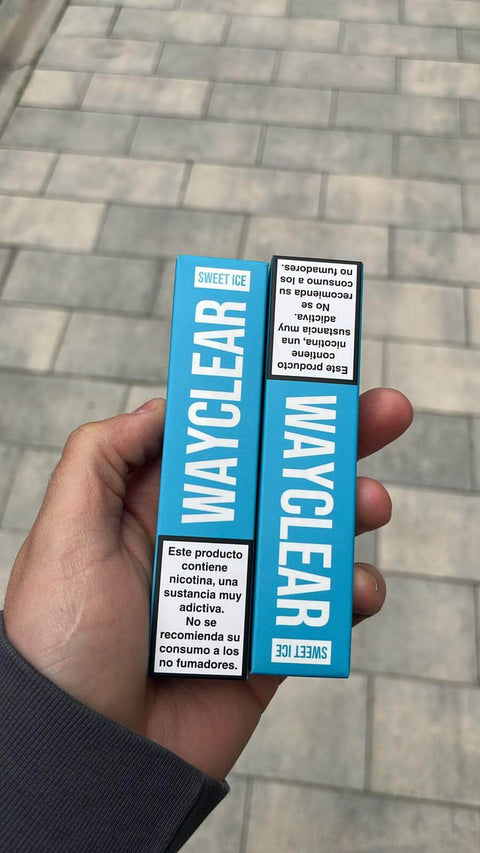 SWEET ICE
WAYCLEAR
Este producto
contiene
nicotina, una
sustancia muy
adictiva.
No se
recomienda su
consumo a los
no fumadores.
Este producto
contiene
nicotina, una
sustancia muy
adictiva.
No se
recomienda su
consumo a los
no fumadores.
WAYCLEAR
SWEET ICE